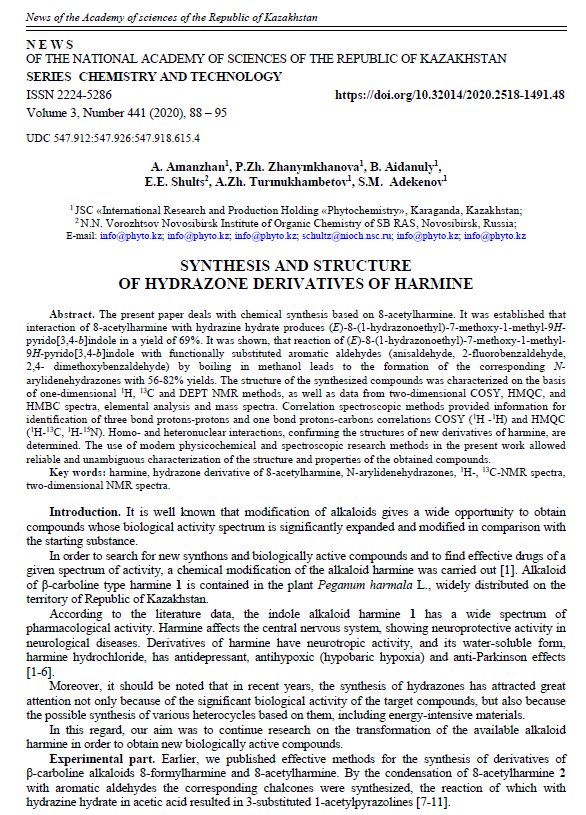 News of the Academy of sciences of the Republic of Kazakhstan
N E W S
OF THE NATIONAL ACADEMY OF SCIENCES OF THE REPUBLIC OF KAZAKHSTAN
SERIES CHEMISTRY AND TECHNOLOGY
ISSN 2224-5286 https://doi.org/10.32014/2020.2518-1491.48
Volume 3, Number 441 (2020), 88 – 95
UDC 547.912:547.926:547.918.615.4
A. Amanzhan¹, P.Zh. Zhanymkhanova¹, B. Aidanuly¹,
E.E. Shults², A.Zh. Turmukhambetov¹, S.M. Adekenov¹
¹ JSC «International Research and Production Holding «Phytochemistry», Karaganda, Kazakhstan;
² N.N. Vorozhtsov Novosibirsk Institute of Organic Chemistry of SB RAS, Novosibirsk, Russia;
E-mail: info@phyto.kz; info@phyto.kz; info@phyto.kz; schultz@nioch.nsc.ru; info@phyto.kz; info@phyto.kz
SYNTHESIS AND STRUCTURE
OF HYDRAZONE DERIVATIVES OF HARMINE
Abstract. The present paper deals with chemical synthesis based on 8-acetylharmine. It was established that
interaction of 8-acetylharmine with hydrazine hydrate produces (E)-8-(1-hydrazonoethyl)-7-methoxy-1-methyl-9H-
pyrido[3,4-b]indole in a yield of 69%. It was shown, that reaction of (E)-8-(1-hydrazonoethyl)-7-methoxy-1-methyl-
9H-pyrido[3,4-b]indole with functionally substituted aromatic aldehydes (anisaldehyde, 2-fluorobenzaldehyde,
2,4- dimethoxybenzaldehyde) by boiling in methanol leads to the formation of the corresponding N-
arylidenehydrazones with 56-82% yields. The structure of the synthesized compounds was characterized on the basis
of one-dimensional ¹H, ¹³C and DEPT NMR methods, as well as data from two-dimensional COSY, HMQC, and
HMBC spectra, elemental analysis and mass spectra. Correlation spectroscopic methods provided information for
identification of three bond protons-protons and one bond protons-carbons correlations COSY (¹H -¹H) and HMQC
(¹H-¹³C, ¹H-¹⁵N). Homo- and heteronuclear interactions, confirming the structures of new derivatives of harmine, are
determined. The use of modern physicochemical and spectroscopic research methods in the present work allowed
reliable and unambiguous characterization of the structure and properties of the obtained compounds.
Key words: harmine, hydrazone derivative of 8-acetylharmine, N-arylidenehydrazones, ¹H-, ¹³C-NMR spectra,
two-dimensional NMR spectra.
Introduction. It is well known that modification of alkaloids gives a wide opportunity to obtain
compounds whose biological activity spectrum is significantly expanded and modified in comparison with
the starting substance.
In order to search for new synthons and biologically active compounds and to find effective drugs of a
given spectrum of activity, a chemical modification of the alkaloid harmine was carried out [1]. Alkaloid
of β-carboline type harmine 1 is contained in the plant Peganum harmala L., widely distributed on the
territory of Republic of Kazakhstan.
According to the literature data, the indole alkaloid harmine 1 has a wide spectrum of
pharmacological activity. Harmine affects the central nervous system, showing neuroprotective activity in
neurological diseases. Derivatives of harmine have neurotropic activity, and its water-soluble form,
harmine hydrochloride, has antidepressant, antihypoxic (hypobaric hypoxia) and anti-Parkinson effects
[1-6].
Moreover, it should be noted that in recent years, the synthesis of hydrazones has attracted great
attention not only because of the significant biological activity of the target compounds, but also because
the possible synthesis of various heterocycles based on them, including energy-intensive materials.
In this regard, our aim was to continue research on the transformation of the available alkaloid
harmine in order to obtain new biologically active compounds.
Experimental part. Earlier, we published effective methods for the synthesis of derivatives of
β-carboline alkaloids 8-formylharmine and 8-acetylharmine. By the condensation of 8-acetylharmine 2
with aromatic aldehydes the corresponding chalcones were synthesized, the reaction of which with
hydrazine hydrate in acetic acid resulted in 3-substituted 1-acetylpyrazolines [7-11].